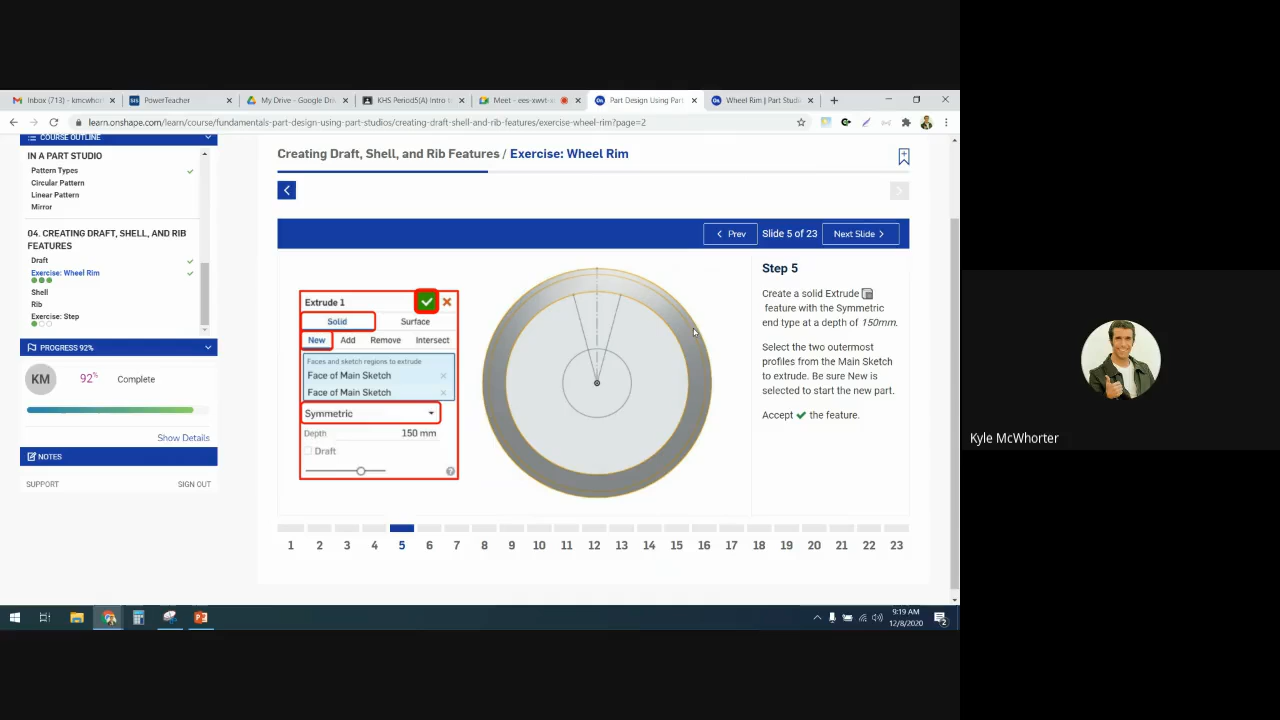 Inbox (713) - kmcwhor
PowerTeacher
My Drive - Google Driv
KHS Period5(A) Intro t
Meet - ees-xwvt-x
Part Design Using Part
Wheel Rim | Part Studi
learn.onshape.com/learn/course/fundamentals-part-design-using-part-studios/creating-draft-shell-and-rib-features/exercise-wheel-rim?page=2
COURSE OUTLINE
IN A PART STUDIO
Pattern Types
Circular Pattern
Linear Pattern
Mirror
04. CREATING DRAFT, SHELL, AND RIB
FEATURES
Draft
Exercise: Wheel Rim
Shell
Rib
Exercise: Step
PROGRESS 92%
KM
92%
Complete
Show Details
NOTES
SUPPORT
SIGN OUT
Creating Draft, Shell, and Rib Features / Exercise: Wheel Rim
Prev
Slide 5 of 23
Next Slide
Extrude 1
Solid
Surface
New
Add
Remove
Intersect
Faces and sketch regions to extrude
Face of Main Sketch
Face of Main Sketch
Symmetric
Depth
150 mm
Draft
Step 5
Create a solid Extrude
feature with the Symmetric
end type at a depth of 150mm.
Select the two outermost
profiles from the Main Sketch
to extrude. Be sure New is
selected to start the new part.
Accept the feature.
1 2 3 4 5 6 7 8 9 10 11 12 13 14 15 16 17 18 19 20 21 22 23
9:19 AM
12/8/2020
2
Kyle McWhorter